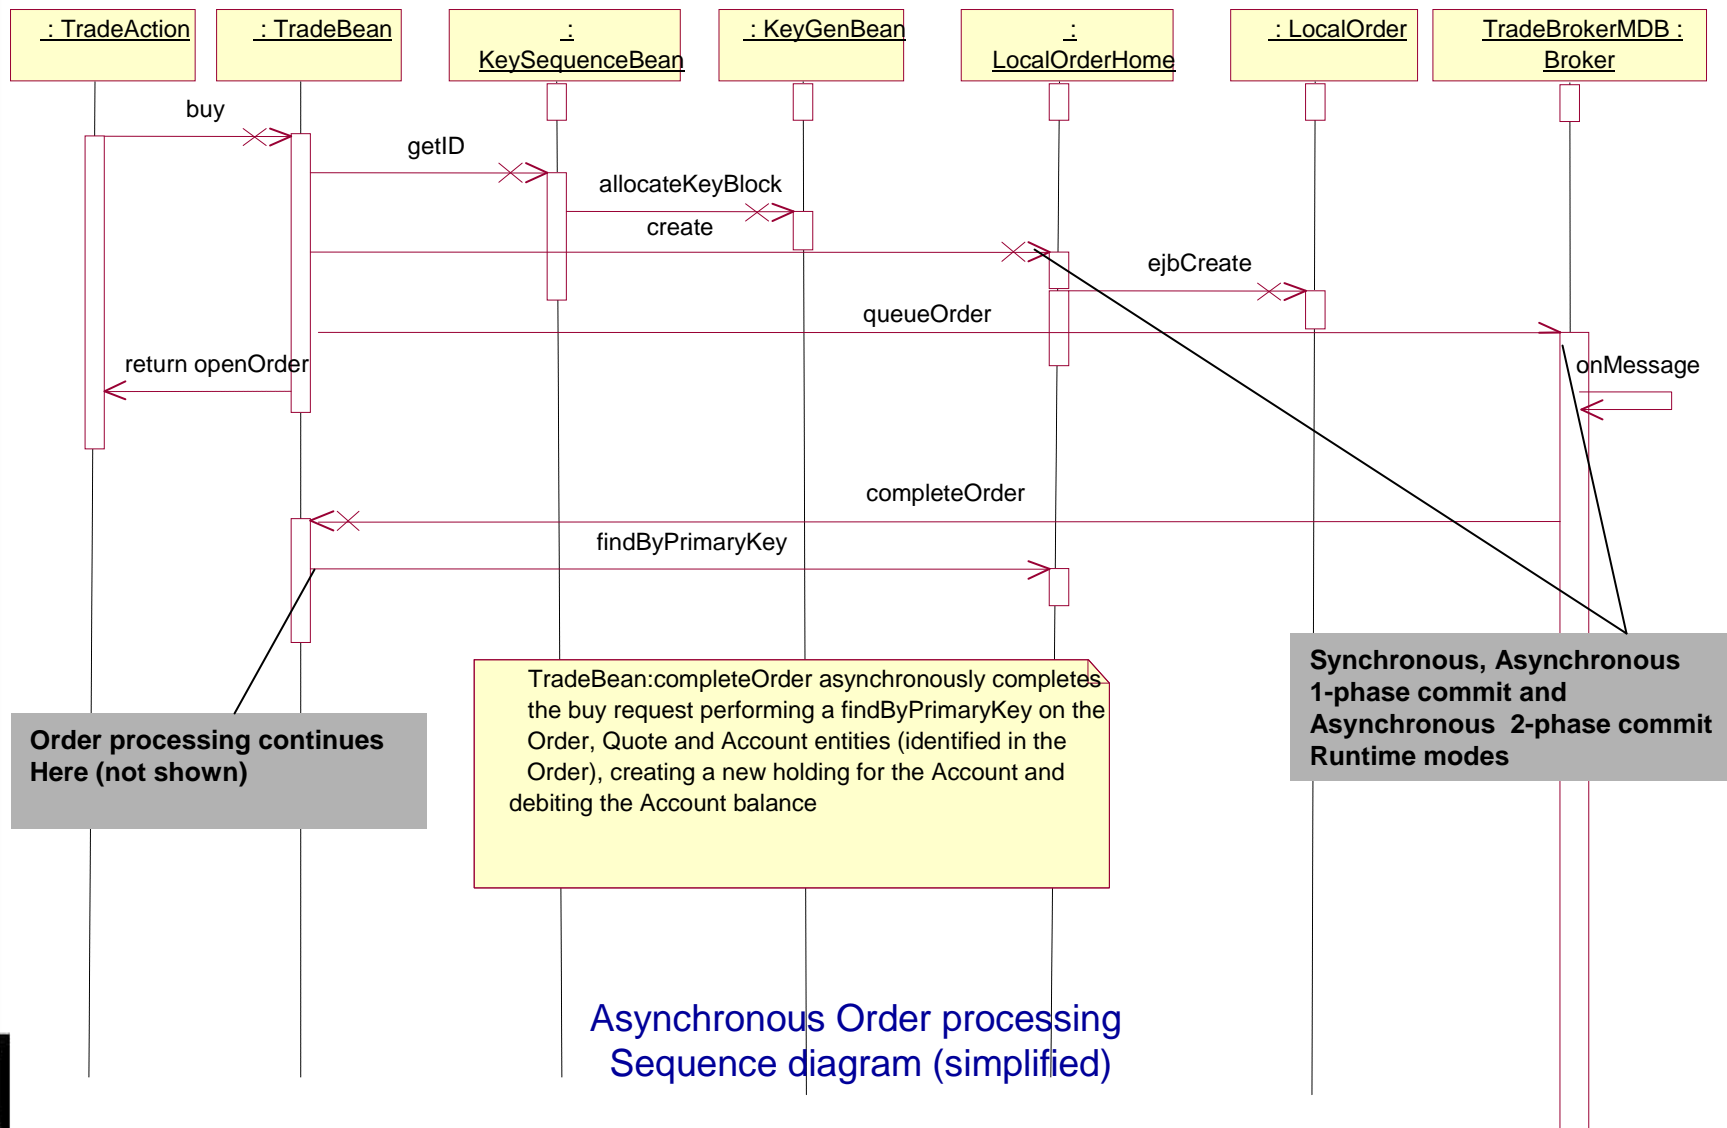 : TradeAction
: TradeBean
:
KeySequenceBean
: KeyGenBean
:
LocalOrderHome
: LocalOrder
TradeBrokerMDB :
Broker
buy
getID
allocateKeyBlock
create
ejbCreate
queueOrder
return openOrder
onMessage
completeOrder
findByPrimaryKey
Synchronous, Asynchronous
1-phase commit and
Asynchronous 2-phase commit
Runtime modes
TradeBean:completeOrder asynchronously completes
the buy request performing a findByPrimaryKey on the
Order, Quote and Account entities (identified in the
Order), creating a new holding for the Account and
debiting the Account balance
Order processing continues
Here (not shown)
Asynchronous Order processing
Sequence diagram (simplified)